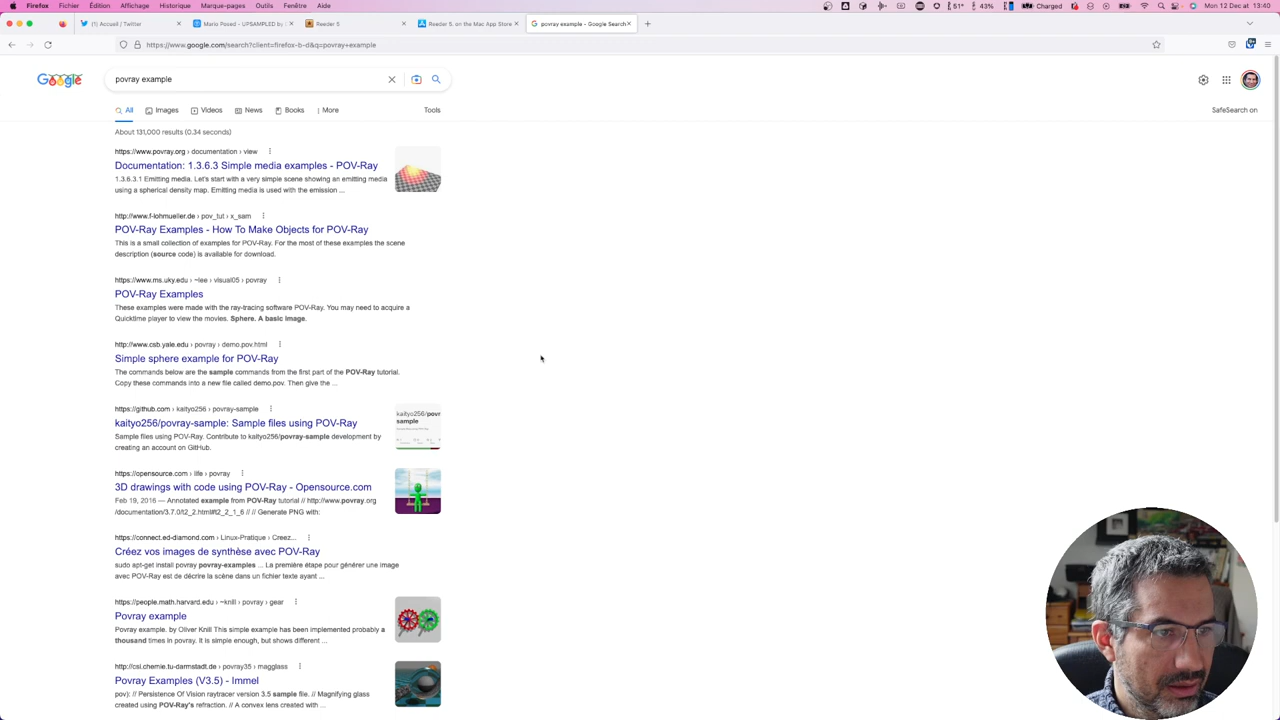 Firefox Fichier Édition Affichage Historique Marque-pages Outils Fenêtre Aide 51° 43% Charged Mon 12 Dec at 13:40
(1) Accueil / Twitter
Mario Posed - UPSAMPLED by
Reeder 5
Reeder 5. on the Mac App Store
povray example - Google Search
https://www.google.com/search?client=firefox-b-d&q=povray+example
Google
povray example
All Images Videos News Books More Tools
SafeSearch on
About 131,000 results (0.34 seconds)
https://www.povray.org › documentation › view
Documentation: 1.3.6.3 Simple media examples - POV-Ray
1.3.6.3.1 Emitting media. Let's start with a very simple scene showing an emitting media
using a spherical density map. Emitting media is used with the emission ...
http://www.f-lohmueller.de › pov_tut › x_sam
POV-Ray Examples - How To Make Objects for POV-Ray
This is a small collection of examples for POV-Ray. For the most of these examples the scene
description (source code) is available for download.
https://www.ms.uky.edu › ~lee › visual05 › povray
POV-Ray Examples
These examples were made with the ray-tracing software POV-Ray. You may need to acquire a
Quicktime player to view the movies. Sphere. A basic image.
http://www.csb.yale.edu › povray › demo.pov.html
Simple sphere example for POV-Ray
The commands below are the sample commands from the first part of the POV-Ray tutorial.
Copy these commands into a new file called demo.pov. Then give the ...
https://github.com › kaityo256 › povray-sample
kaityo256/povray-sample: Sample files using POV-Ray
Sample files using POV-Ray. Contribute to kaityo256/povray-sample development by
creating an account on GitHub.
kaityo256/povr
sample
https://opensource.com › life › povray
3D drawings with code using POV-Ray - Opensource.com
Feb 19, 2016 — Annotated example from POV-Ray tutorial // http://www.povray.org
/documentation/3.7.0/t2_2.html#t2_2_1_6 // // Generate PNG with:
https://connect.ed-diamond.com › Linux-Pratique › Creez...
Créez vos images de synthèse avec POV-Ray
sudo apt-get install povray povray-examples ... La première étape pour générer une image
avec POV-Ray est de décrire la scène dans un fichier texte ayant ...
https://people.math.harvard.edu › ~knill › povray › gear
Povray example
Povray example. by Oliver Knill This simple example has been implemented probably a
thousand times in povray. It is simple enough, but shows different ...
http://csi.chemie.tu-darmstadt.de › povray35 › magglass
Povray Examples (V3.5) - Immel
pov): // Persistence Of Vision raytracer version 3.5 sample file. // Magnifying glass
created using POV-Ray's refraction. // A convex lens created with ...